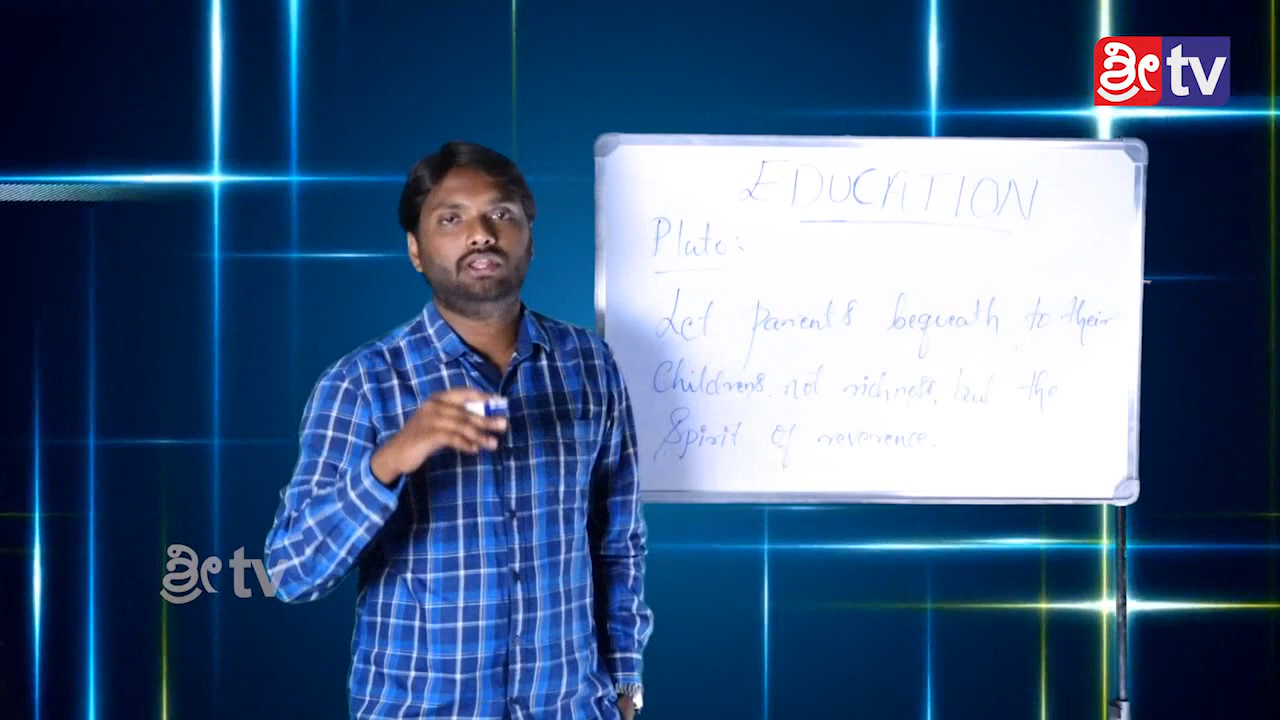 శ్రీ tv
EDUCATION
Plato:
Let parents bequeath to their
Childrens not richness, but the
Spirit of reverence.
శ్రీ tv